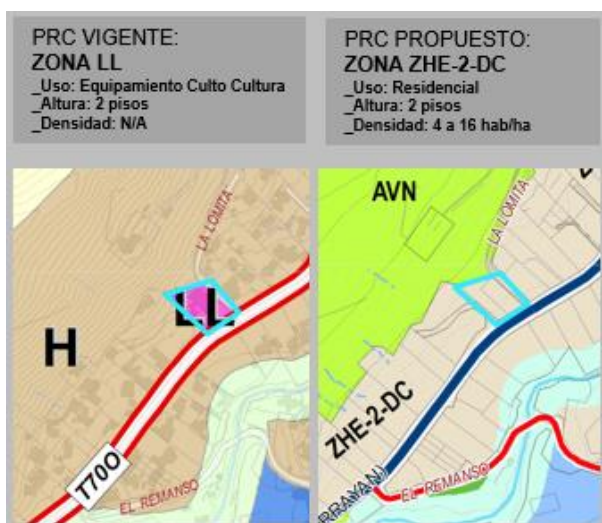 PRC VIGENTE:
ZONA LL
_Uso: Equipamiento Culto Cultura
_Altura: 2 pisos
_Densidad: N/A
PRC PROPUESTO:
ZONA ZHE-2-DC
_Uso: Residencial
_Altura: 2 pisos
_Densidad: 4 a 16 hab/ha
LA LOMITA
LL
H
T70O
EL REMANSO
AVN
LA LOMITA
ZHE-2-DC
RRAYAN
EL REMANSO